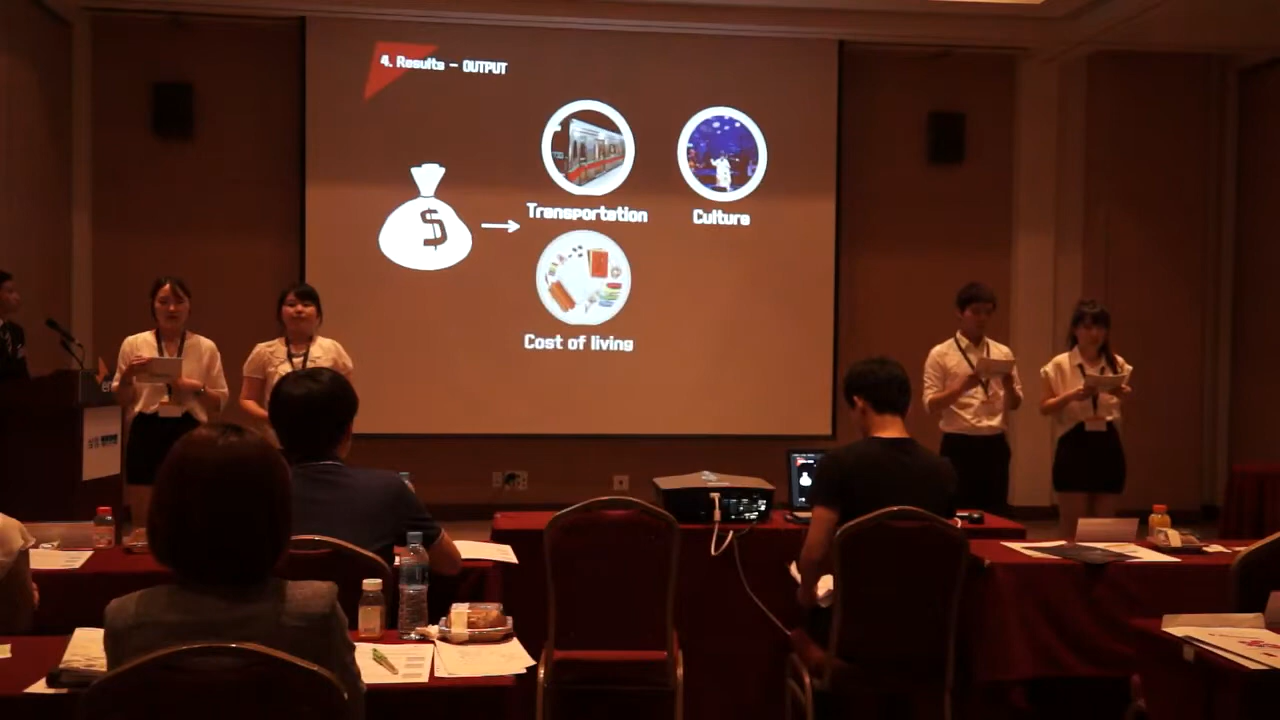 4. Results - OUTPUT
$
Transportation
Culture
Cost of living